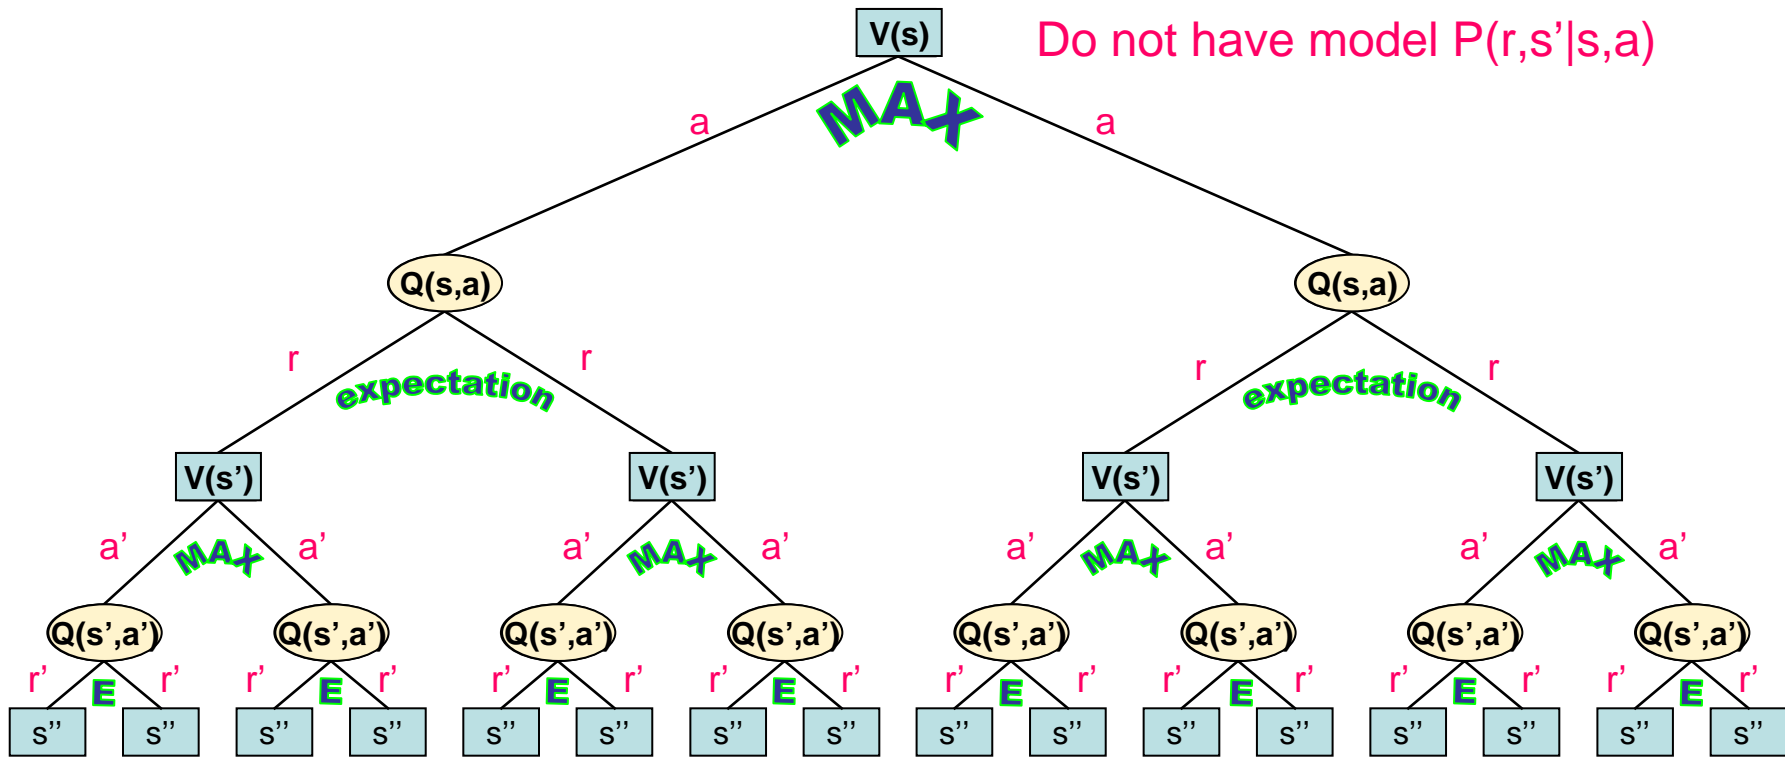 V(s)
Do not have model P(r,s’|s,a)
MAX
a a
Q(s,a) Q(s,a)
r r r r
expectation expectation
V(s’) V(s’) V(s’) V(s’)
a’ a’ a’ a’ a’ a’ a’ a’
MAX MAX MAX MAX
Q(s’,a’) Q(s’,a’) Q(s’,a’) Q(s’,a’) Q(s’,a’) Q(s’,a’) Q(s’,a’) Q(s’,a’)
r’ E r’ r’ E r’ r’ E r’ r’ E r’ r’ E r’ r’ E r’ r’ E r’ r’ E r’
s’’ s’’ s’’ s’’ s’’ s’’ s’’ s’’ s’’ s’’ s’’ s’’ s’’ s’’ s’’ s’’